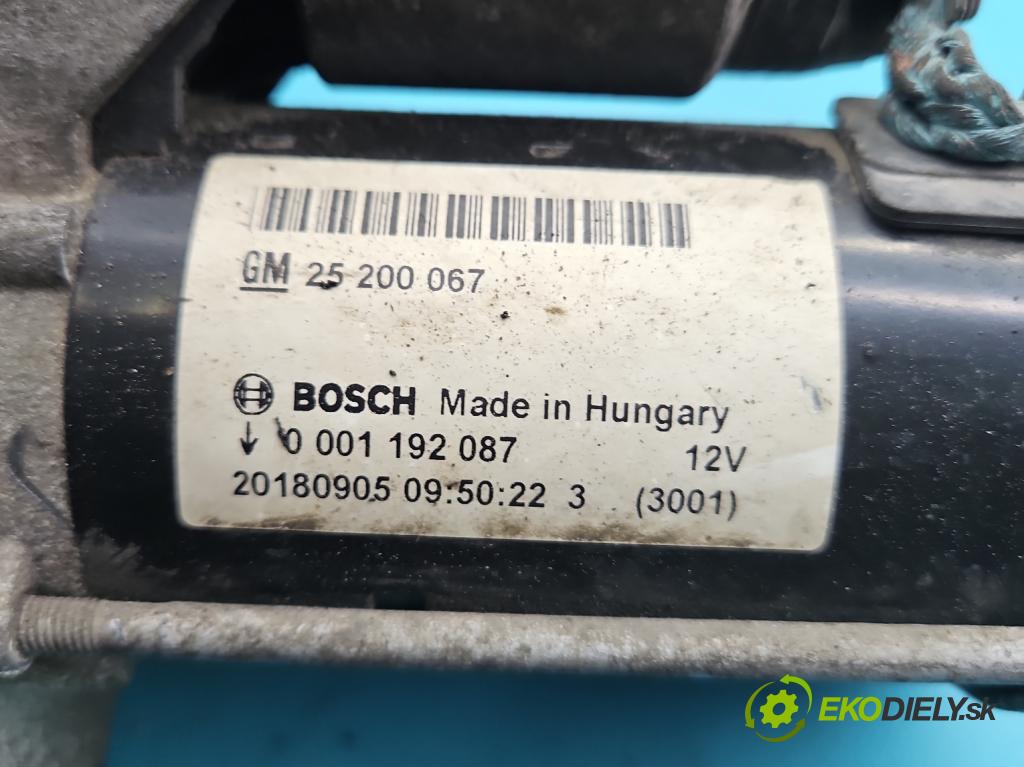 GM 25 200 067
BOSCH Made in Hungary
0 001 192 087 12V
20180905 09:50:22 3 (3001)
EKODIELY.sk